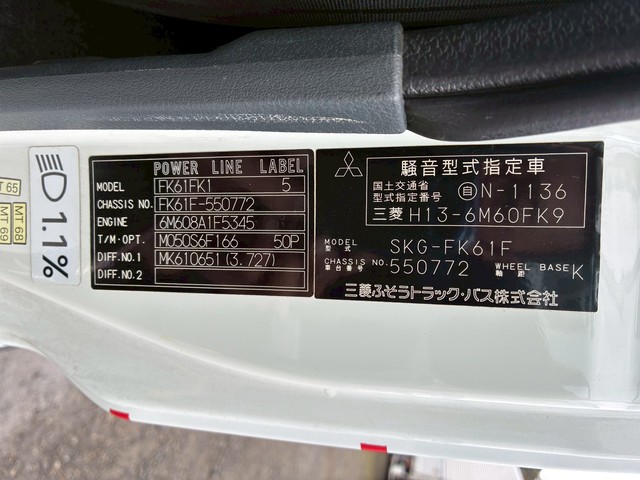 T 65
MT 68
MT 69
1.1%
POWER LINE LABEL
MODEL FK61FK1 5
CHASSIS NO. FK61F-550772
ENGINE 6M608A1F5345
T/M·OPT M050S6F166 50P
DIFF.NO.1 MK610651 (3.727)
DIFF.NO.2
騒音型式指定車
国土交通省
型式指定番号 自N-1136
三菱 H13-6M60FK9
MODEL
型式 SKG-FK61F
CHASSIS NO.
車台番号 550772 WHEEL BASE
軸距 K
三菱ふそうトラック・バス株式会社